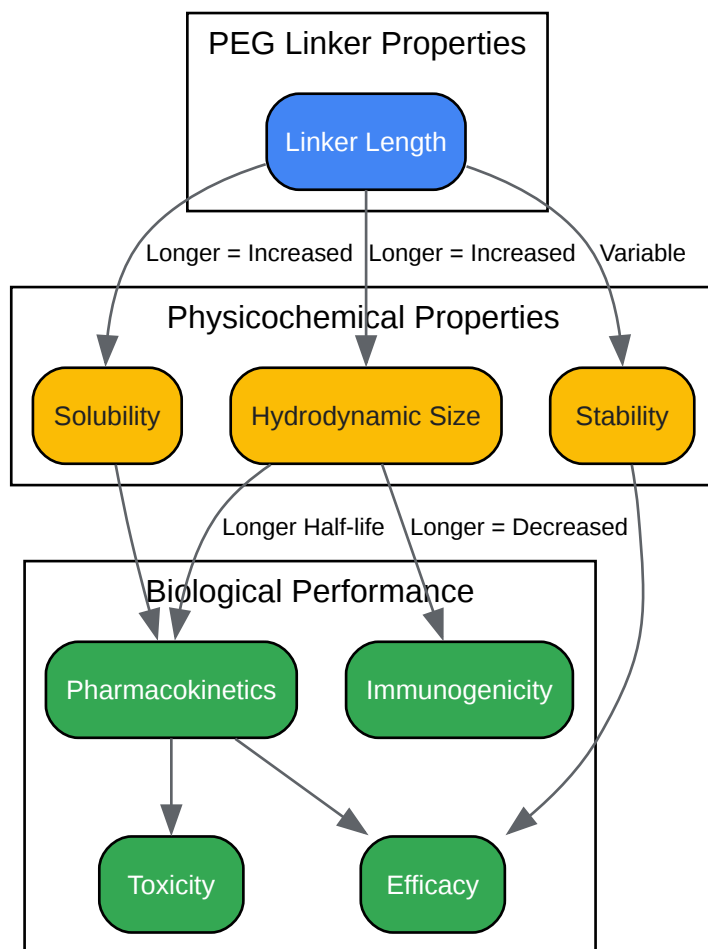 PEG Linker Properties
Linker Length
Longer = Increased
Longer = Increased
Variable
Physicochemical Properties
Solubility
Hydrodynamic Size
Stability
Longer Half-life
Longer = Decreased
Biological Performance
Pharmacokinetics
Immunogenicity
Toxicity
Efficacy